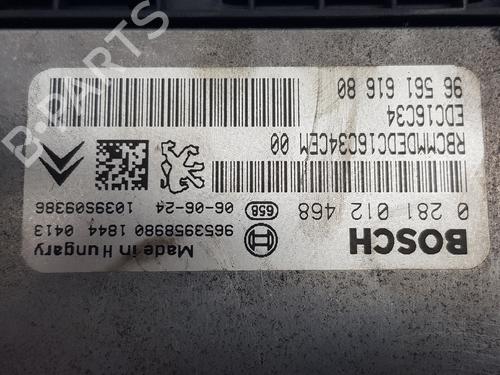 BOSCH
Made in Hungary
9653958980 1844 0413
0 281 012 468
658
06-06-24 1039S09386
RBCMMDEDC16C34CEM 00
EDC16C34
96 561 616 80
B-PARTS